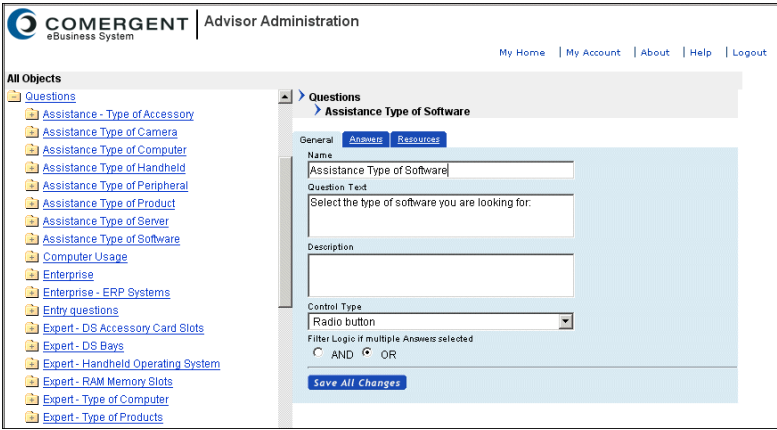 COMERGENT
eBusiness System
Advisor Administration
My Home | My Account | About | Help | Logout
All Objects
Questions
Assistance - Type of Accessory
Assistance Type of Camera
Assistance Type of Computer
Assistance Type of Handheld
Assistance Type of Peripheral
Assistance Type of Product
Assistance Type of Server
Assistance Type of Software
Computer Usage
Enterprise
Enterprise - ERP Systems
Entry questions
Expert - DS Accessory Card Slots
Expert - DS Bays
Expert - Handheld Operating System
Expert - RAM Memory Slots
Expert - Type of Computer
Expert - Type of Products
Questions
Assistance Type of Software
General Answers Resources
Name
Assistance Type of Software
Question Text
Select the type of software you are looking for:
Description
Control Type
Radio button
Filter Logic if multiple Answers selected
AND OR
Save All Changes